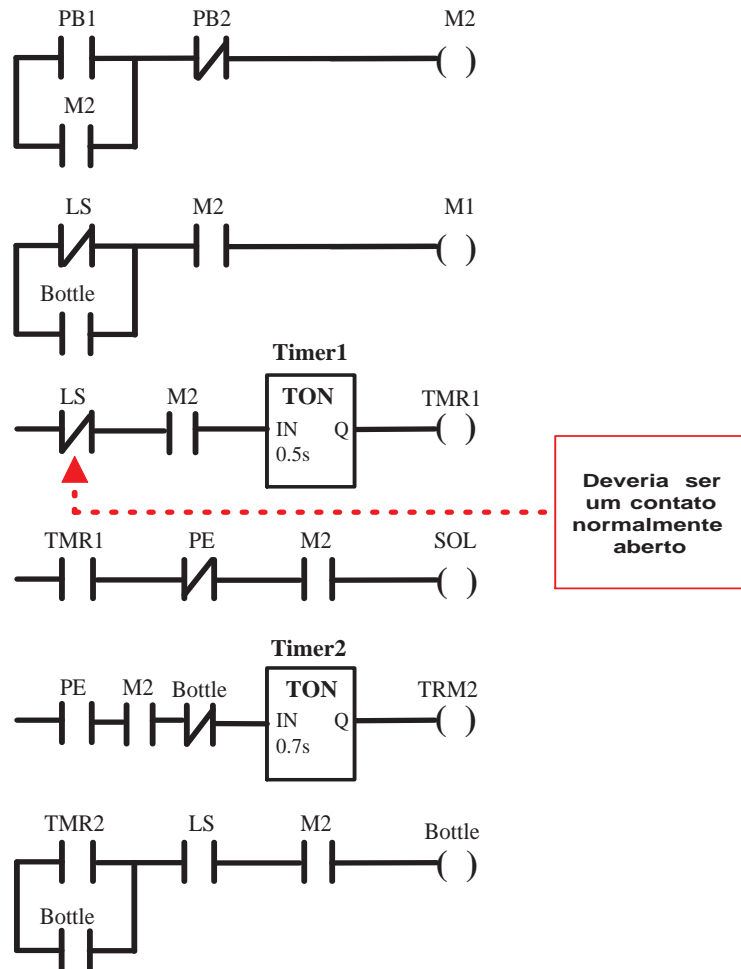 PB1 PB2 M2
M2
LS M2 M1
Bottle
Timer1
LS M2 TON TMR1
IN Q
0.5s
Deveria ser
um contato
normalmente
aberto
TMR1 PE M2 SOL
Timer2
PE M2 Bottle TON TRM2
IN Q
0.7s
TMR2 LS M2 Bottle
Bottle